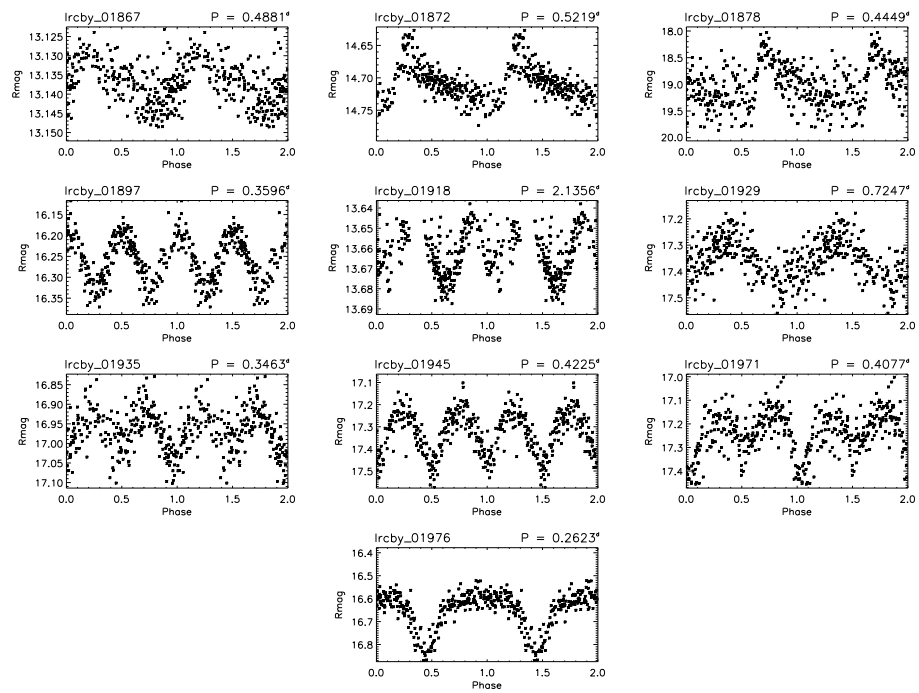 lrcby_01867 P = 0.4881d
13.125
13.130
13.135
13.140
13.145
13.150
Rmag
0.0 0.5 1.0 1.5 2.0
Phase
lrcby_01872 P = 0.5219d
14.65
14.70
14.75
Rmag
0.0 0.5 1.0 1.5 2.0
Phase
lrcby_01878 P = 0.4449d
18.0
18.5
19.0
19.5
20.0
Rmag
0.0 0.5 1.0 1.5 2.0
Phase
lrcby_01897 P = 0.3596d
16.15
16.20
16.25
16.30
16.35
Rmag
0.0 0.5 1.0 1.5 2.0
Phase
lrcby_01918 P = 2.1356d
13.64
13.65
13.66
13.67
13.68
13.69
Rmag
0.0 0.5 1.0 1.5 2.0
Phase
lrcby_01929 P = 0.7247d
17.2
17.3
17.4
17.5
Rmag
0.0 0.5 1.0 1.5 2.0
Phase
lrcby_01935 P = 0.3463d
16.85
16.90
16.95
17.00
17.05
17.10
Rmag
0.0 0.5 1.0 1.5 2.0
Phase
lrcby_01945 P = 0.4225d
17.1
17.2
17.3
17.4
17.5
Rmag
0.0 0.5 1.0 1.5 2.0
Phase
lrcby_01971 P = 0.4077d
17.0
17.1
17.2
17.3
17.4
Rmag
0.0 0.5 1.0 1.5 2.0
Phase
lrcby_01976 P = 0.2623d
16.4
16.5
16.6
16.7
16.8
Rmag
0.0 0.5 1.0 1.5 2.0
Phase